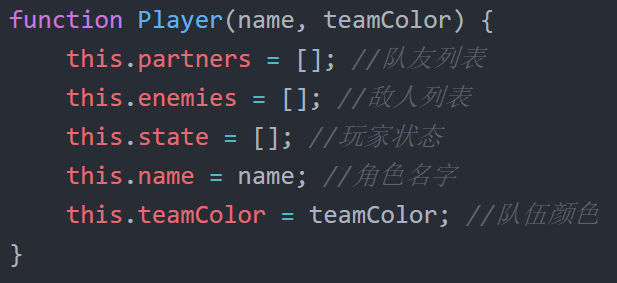 function Player(name, teamColor) {
    this.partners = []; //队友列表
    this.enemies = []; //敌人列表
    this.state = []; //玩家状态
    this.name = name; //角色名字
    this.teamColor = teamColor; //队伍颜色
}